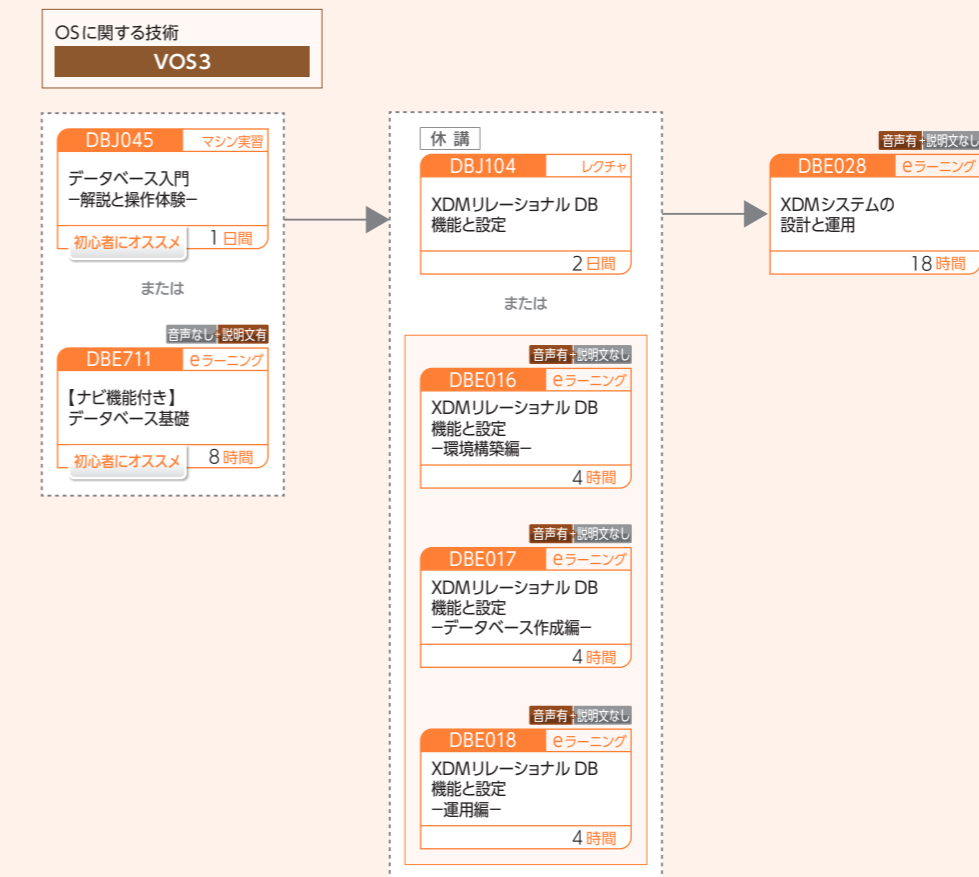 OSに関する技術
VOS3
DBJ045 マシン実習
データベース入門
−解説と操作体験−
初心者にオススメ 1日間
または
音声なし+説明文有
DBE711 eラーニング
【ナビ機能付き】
データベース基礎
初心者にオススメ 8時間
休 講
DBJ104 レクチャ
XDMリレーショナル DB
機能と設定
2日間
または
音声有+説明文なし
DBE016 eラーニング
XDMリレーショナル DB
機能と設定
−環境構築編−
4時間
音声有+説明文なし
DBE017 eラーニング
XDMリレーショナル DB
機能と設定
−データベース作成編−
4時間
音声有+説明文なし
DBE018 eラーニング
XDMリレーショナル DB
機能と設定
−運用編−
4時間
音声有+説明文なし
DBE028 eラーニング
XDMシステムの
設計と運用
18時間